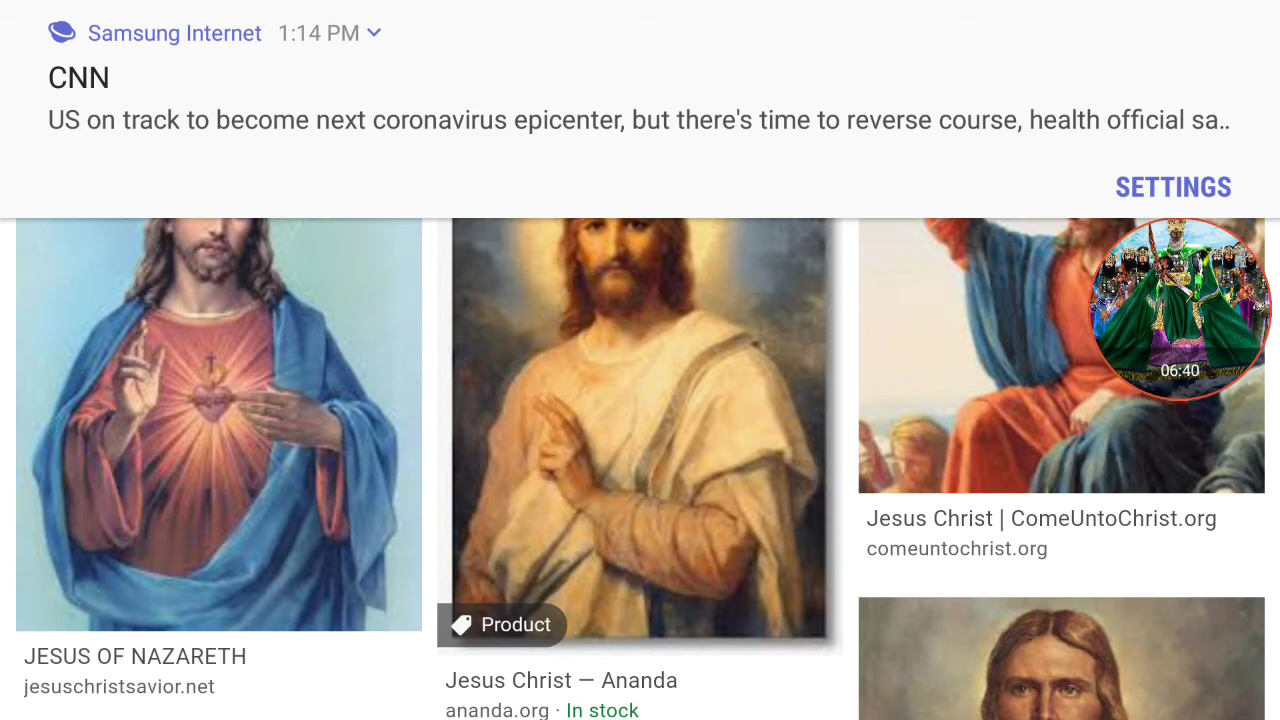 Samsung Internet 1:14 PM
CNN
US on track to become next coronavirus epicenter, but there's time to reverse course, health official sa..
SETTINGS
06:40
Product
JESUS OF NAZARETH
jesuschristsavior.net
Jesus Christ — Ananda
ananda.org · In stock
Jesus Christ | ComeUntoChrist.org
comeuntochrist.org